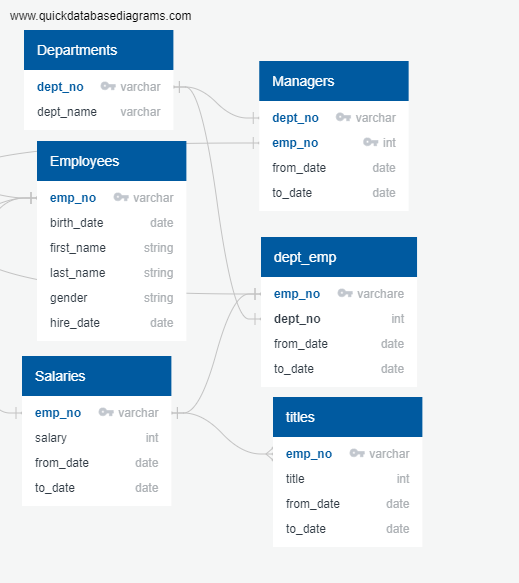 www.quickdatabasediagrams.com
Departments
dept_no varchar
dept_name varchar
Managers
dept_no varchar
emp_no int
from_date date
to_date date
Employees
emp_no varchar
birth_date date
first_name string
last_name string
gender string
hire_date date
dept_emp
emp_no varchare
dept_no int
from_date date
to_date date
Salaries
emp_no varchar
salary int
from_date date
to_date date
titles
emp_no varchar
title int
from_date date
to_date date